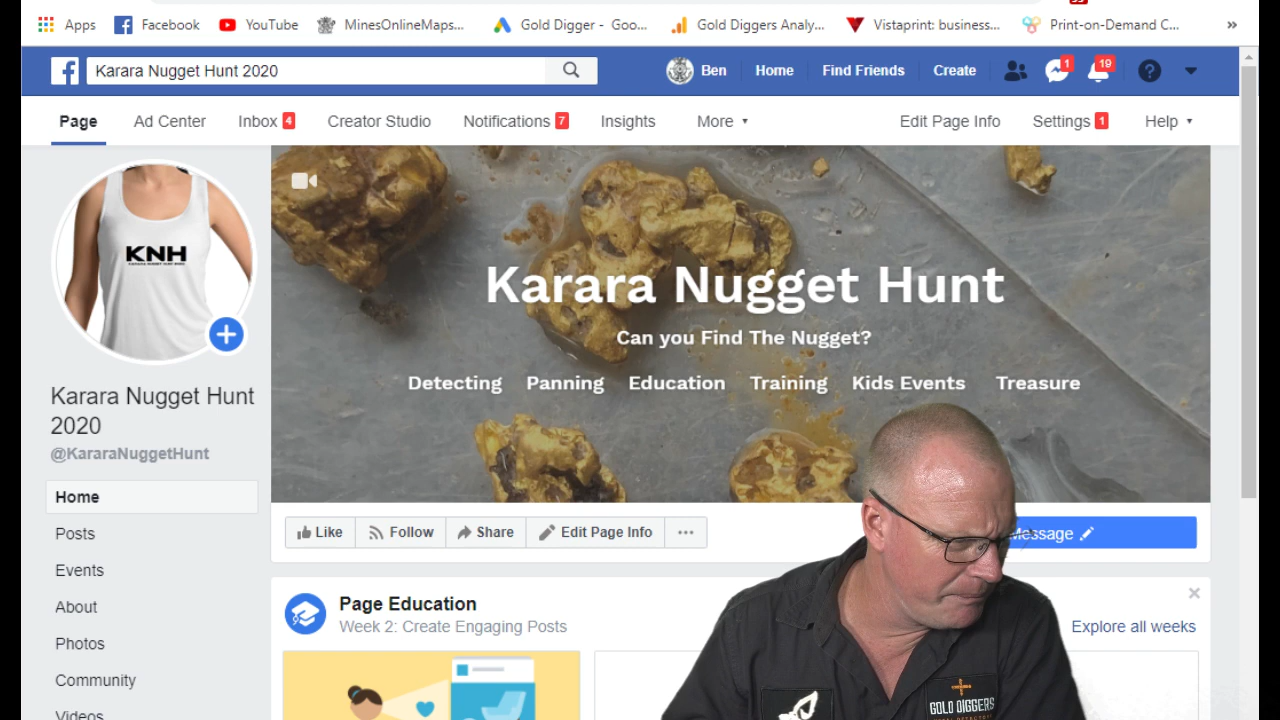 Apps Facebook YouTube MinesOnlineMaps... Gold Digger - Goo... Gold Diggers Analy... Vistaprint: business... Print-on-Demand C... »
Karara Nugget Hunt 2020 Ben Home Find Friends Create 1 19
Page Ad Center Inbox 4 Creator Studio Notifications 7 Insights More Edit Page Info Settings 1 Help
KNH
Karara Nugget Hunt
Can you Find The Nugget?
Detecting Panning Education Training Kids Events Treasure
Karara Nugget Hunt
2020
@KararaNuggetHunt
Home
Posts
Events
About
Photos
Community
Videos
Like Follow Share Edit Page Info ... Message
Page Education
Week 2: Create Engaging Posts
Explore all weeks
GOLD DIGGERS